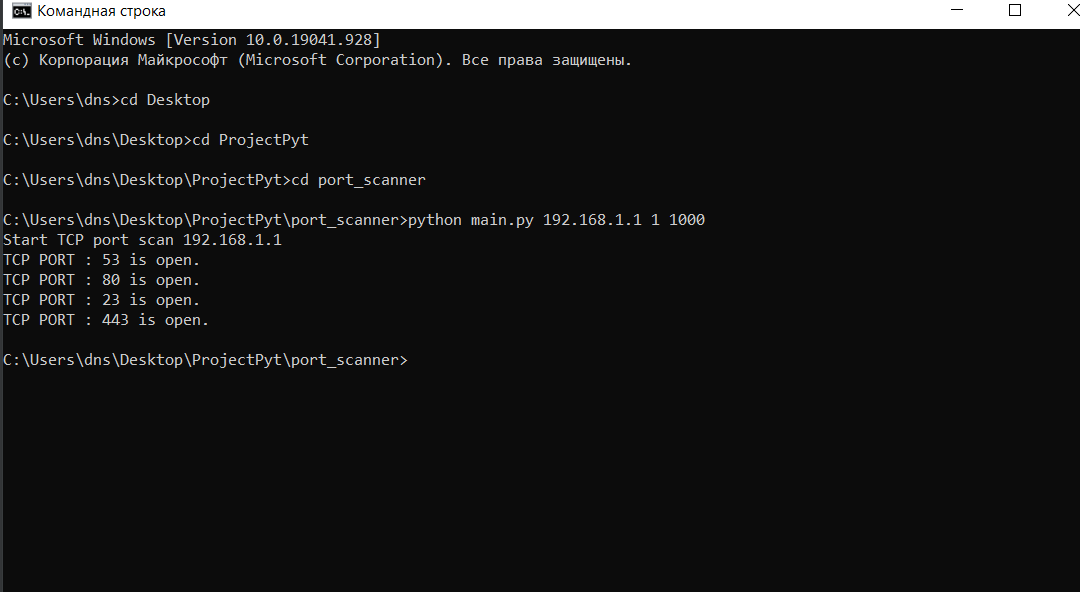 Командная строка
Microsoft Windows [Version 10.0.19041.928]
(c) Корпорация Майкрософт (Microsoft Corporation). Все права защищены.
C:\Users\dns>cd Desktop
C:\Users\dns\Desktop>cd ProjectPyt
C:\Users\dns\Desktop\ProjectPyt>cd port_scanner
C:\Users\dns\Desktop\ProjectPyt\port_scanner>python main.py 192.168.1.1 1 1000
Start TCP port scan 192.168.1.1
TCP PORT : 53 is open.
TCP PORT : 80 is open.
TCP PORT : 23 is open.
TCP PORT : 443 is open.
C:\Users\dns\Desktop\ProjectPyt\port_scanner>